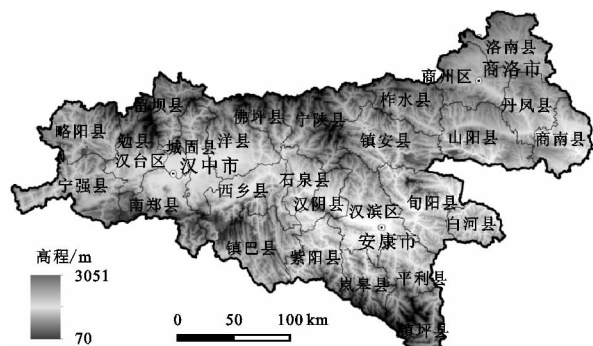 洛南县
商州区
商洛市
留坝县
佛坪县
宁陕县
柞水县
丹凤县
略阳县
勉县
城固县
洋县
镇安县
山阳县
商南县
汉台区
汉中市
宁强县
西乡县
石泉县
南郑县
汉阴县
汉滨区
旬阳县
白河县
安康市
镇巴县
紫阳县
岚皋县
平利县
镇坪县
高程/m
3051
70
0 50 100 km